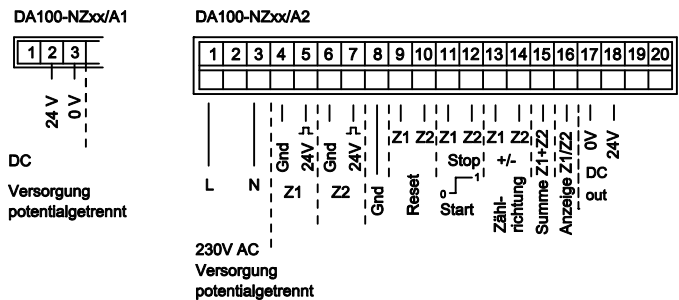 DA100-NZxx/A1
1 2 3
24 V
0 V
DC
Versorgung
potentialgetrennt
DA100-NZxx/A2
1 2 3 4 5 6 7 8 9 10 11 12 13 14 15 16 17 18 19 20
L
N
Gnd
24V
Z1
Gnd
24V
Z2
Gnd
Z1 Z2
Reset
Z1 Z2
Stop
0 1
Start
Z1 Z2
+/-
Zähl-
richtung
Summe Z1+Z2
Anzeige Z1/Z2
0V
24V
DC
out
230V AC
Versorgung
potentialgetrennt